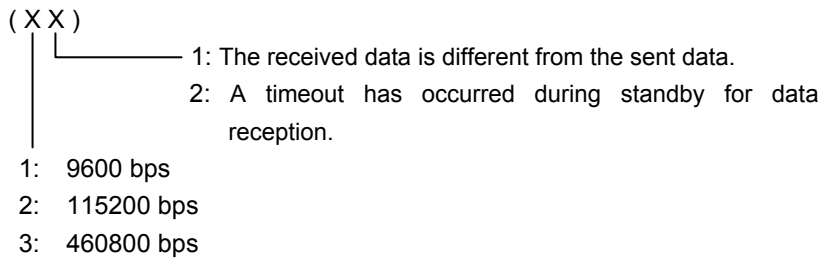 ( X X )
1: The received data is different from the sent data.
2: A timeout has occurred during standby for data
reception.
1: 9600 bps
2: 115200 bps
3: 460800 bps